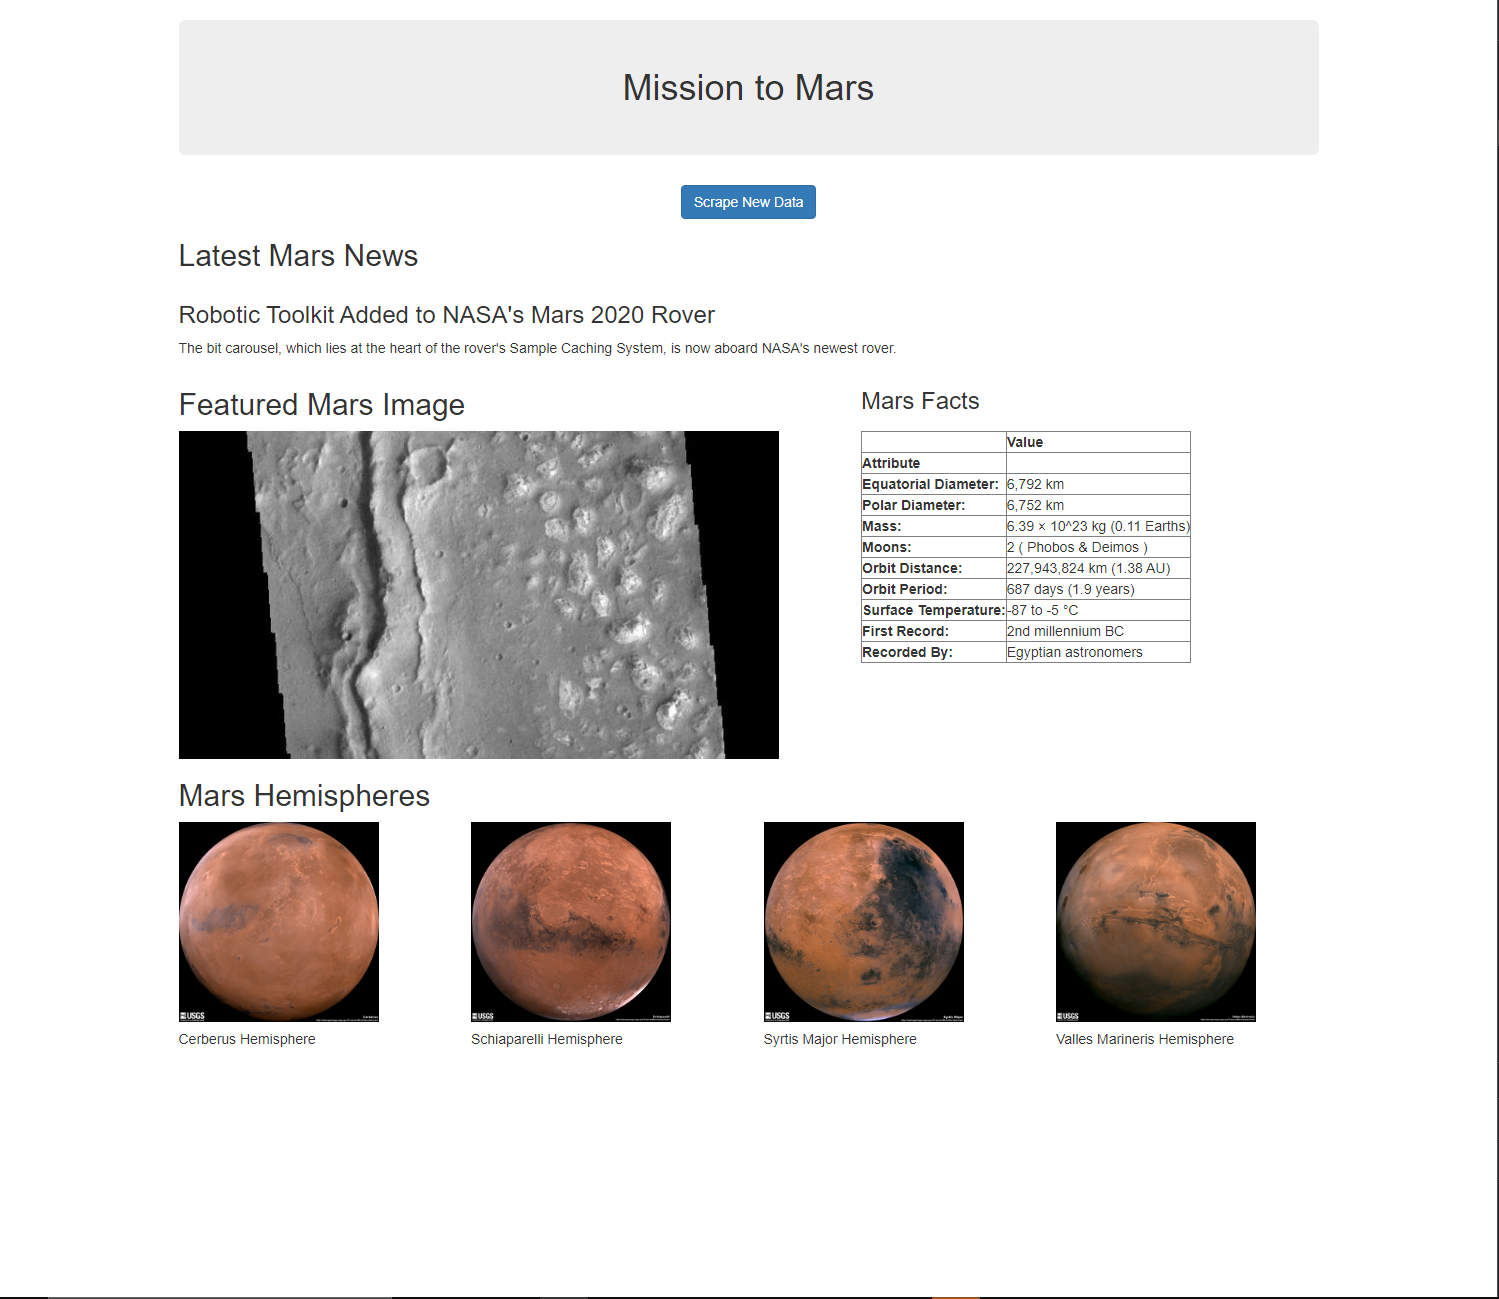 Mission to Mars
Scrape New Data
Latest Mars News
Robotic Toolkit Added to NASA's Mars 2020 Rover
The bit carousel, which lies at the heart of the rover's Sample Caching System, is now aboard NASA's newest rover.
Featured Mars Image
Mars Facts
Value
Attribute
Equatorial Diameter: 6,792 km
Polar Diameter: 6,752 km
Mass: 6.39 × 10^23 kg (0.11 Earths)
Moons: 2 ( Phobos & Deimos )
Orbit Distance: 227,943,824 km (1.38 AU)
Orbit Period: 687 days (1.9 years)
Surface Temperature: -87 to -5 °C
First Record: 2nd millennium BC
Recorded By: Egyptian astronomers
Mars Hemispheres
USGS
USGS
USGS
Syrtis Major
USGS
Cerberus Hemisphere
Schiaparelli Hemisphere
Syrtis Major Hemisphere
Valles Marineris Hemisphere